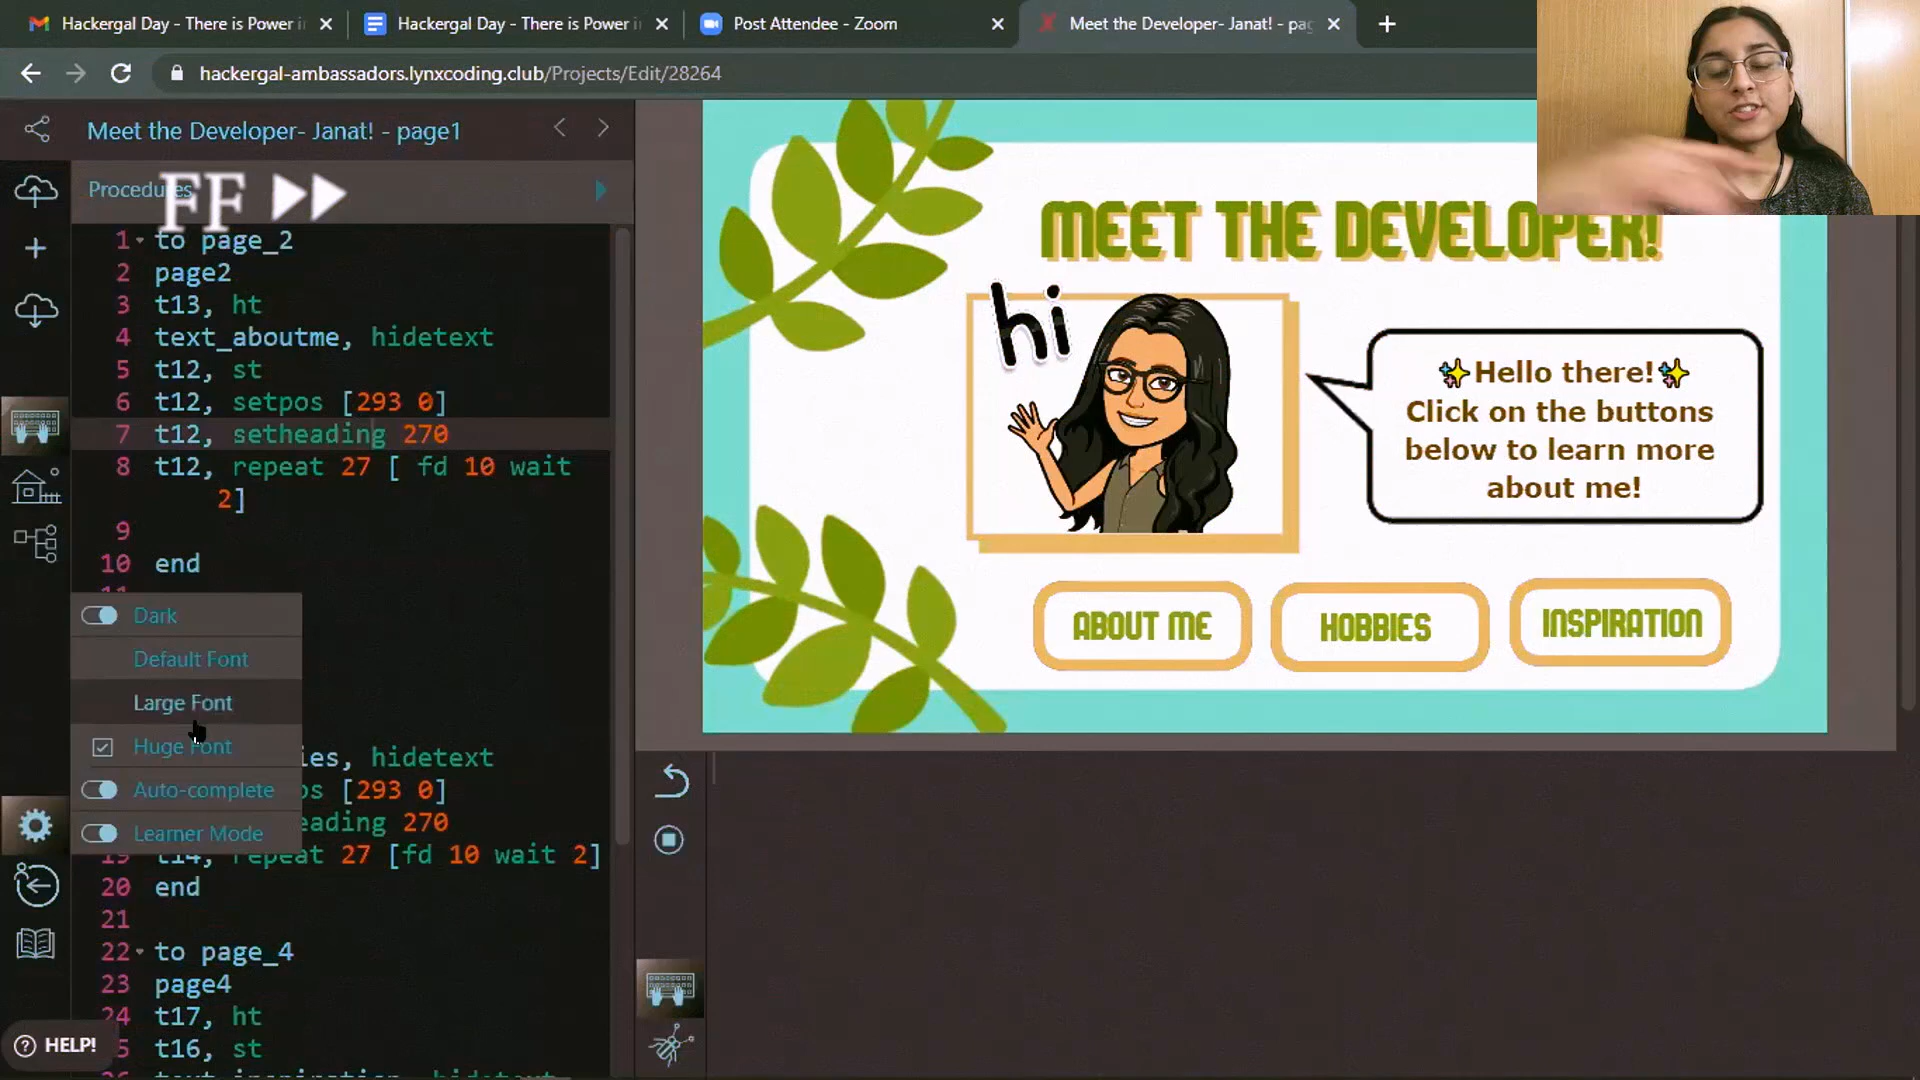 Hackergal Day - There is Power i
Hackergal Day - There is Power i
Post Attendee - Zoom
Meet the Developer- Janat! - pag
hackergal-ambassadors.lynxcoding.club/Projects/Edit/28264
Meet the Developer- Janat! - page1
Procedures
FF
1 to page_2
2 page2
3 t13, ht
4 text_aboutme, hidetext
5 t12, st
6 t12, setpos [293 0]
7 t12, setheading 270
8 t12, repeat 27 [ fd 10 wait
2]
9
10 end
Dark
Default Font
Large Font
Huge Font
Auto-complete
Learner Mode
ies, hidetext
os [293 0]
eading 270
19 t14, repeat 27 [fd 10 wait 2]
20 end
21
22 to page_4
23 page4
24 t17, ht
5 t16, st
HELP!
MEET THE DEVELOPER!
hi
✨Hello there!✨
Click on the buttons
below to learn more
about me!
ABOUT ME
HOBBIES
INSPIRATION